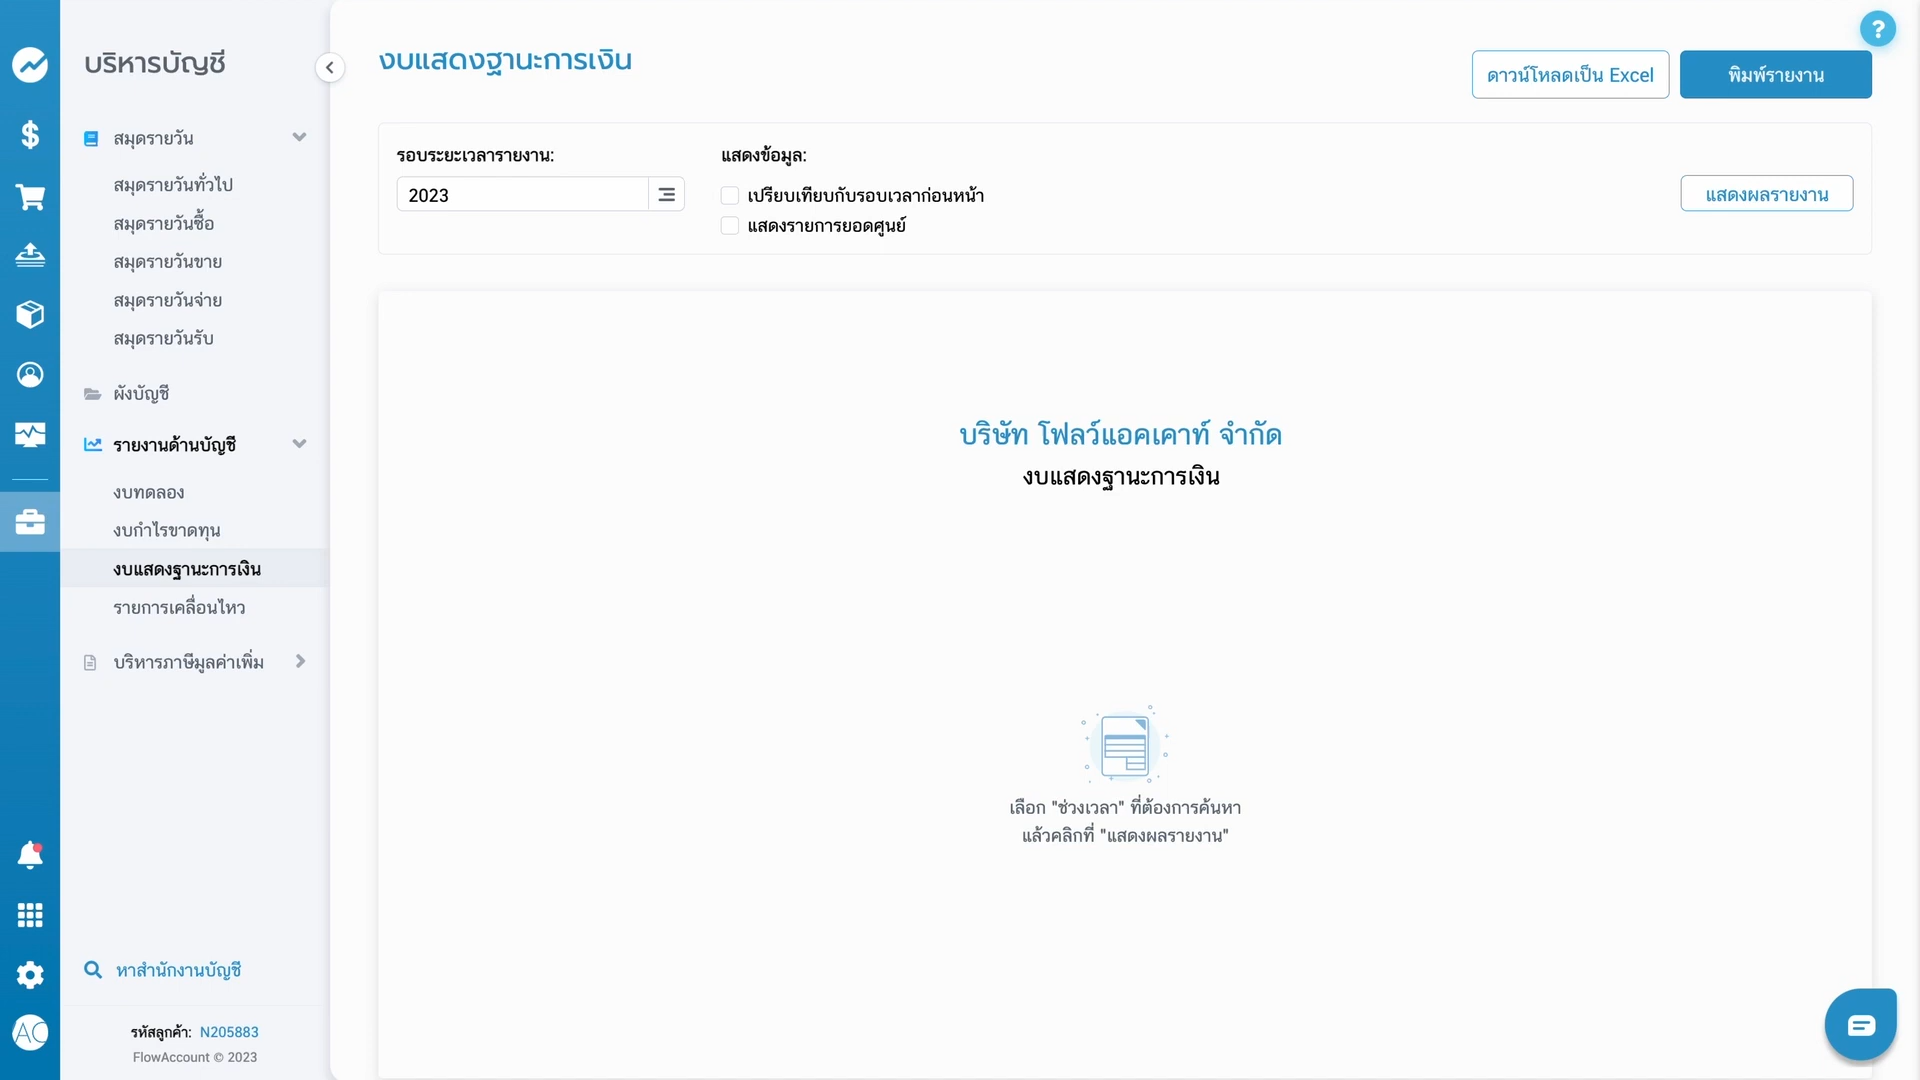 บริหารบัญชี
สมุดรายวัน
สมุดรายวันทั่วไป
สมุดรายวันซื้อ
สมุดรายวันขาย
สมุดรายวันจ่าย
สมุดรายวันรับ
ผังบัญชี
รายงานด้านบัญชี
งบทดลอง
งบกำไรขาดทุน
งบแสดงฐานะการเงิน
รายการเคลื่อนไหว
บริหารภาษีมูลค่าเพิ่ม
หาสำนักงานบัญชี
รหัสลูกค้า: N205883
FlowAccount © 2023
AC
งบแสดงฐานะการเงิน
ดาวน์โหลดเป็น Excel
พิมพ์รายงาน
?
รอบระยะเวลารายงาน:
2023
แสดงข้อมูล:
เปรียบเทียบกับรอบเวลาก่อนหน้า
แสดงรายการยอดศูนย์
แสดงผลรายงาน
บริษัท โฟลว์แอคเคาท์ จำกัด
งบแสดงฐานะการเงิน
เลือก "ช่วงเวลา" ที่ต้องการค้นหา
แล้วคลิกที่ "แสดงผลรายงาน"